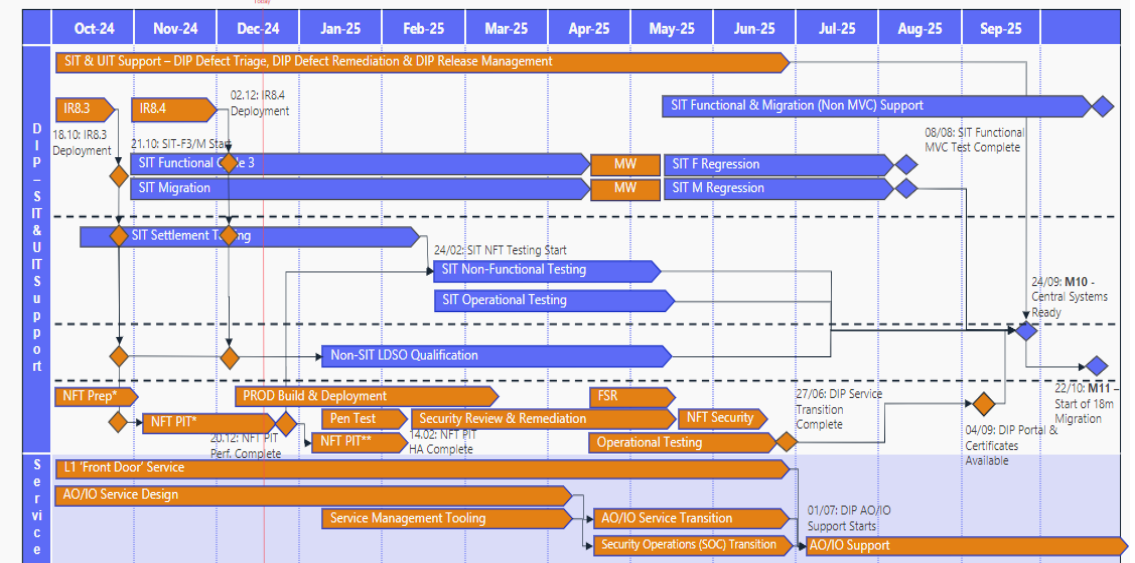 Today
Oct-24
Nov-24
Dec-24
Jan-25
Feb-25
Mar-25
Apr-25
May-25
Jun-25
Jul-25
Aug-25
Sep-25
DIP – SIT & UIT Support
SIT & UIT Support – DIP Defect Triage, DIP Defect Remediation & DIP Release Management
IR8.3
IR8.4
02.12: IR8.4
Deployment
SIT Functional & Migration (Non MVC) Support
18.10: IR8.3
Deployment
21.10: SIT-F3/M Start
08/08: SIT Functional
MVC Test Complete
SIT Functional C e 3
MW
SIT F Regression
SIT Migration
MW
SIT M Regression
SIT Settlement T ng
24/02: SIT NFT Testing Start
SIT Non-Functional Testing
SIT Operational Testing
24/09: M10 -
Central Systems
Ready
Non-SIT LDSO Qualification
22/10: M11 –
Start of 18m
Migration
NFT Prep*
PROD Build & Deployment
FSR
27/06: DIP Service
Transition
Complete
NFT PIT*
Pen Test
Security Review & Remediation
NFT Security
20.12: NFT PIT
Perf. Complete
NFT PIT**
14.02: NFT PIT
HA Complete
Operational Testing
04/09: DIP Portal &
Certificates
Available
Service
L1 'Front Door' Service
AO/IO Service Design
Service Management Tooling
AO/IO Service Transition
01/07: DIP AO/IO
Support Starts
Security Operations (SOC) Transition
AO/IO Support